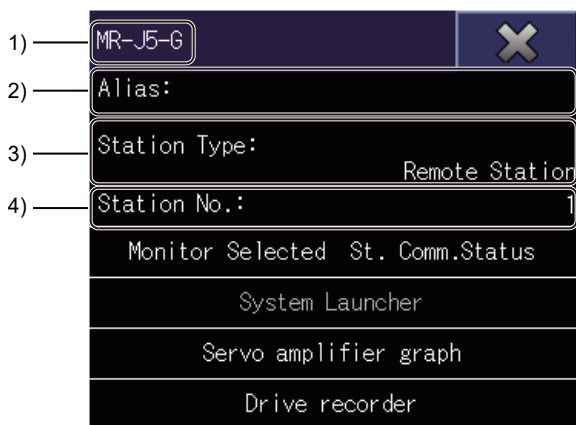 1) MR-J5-G
2) Alias:
3) Station Type:
Remote Station
4) Station No.: 1
Monitor Selected St. Comm.Status
System Launcher
Servo amplifier graph
Drive recorder